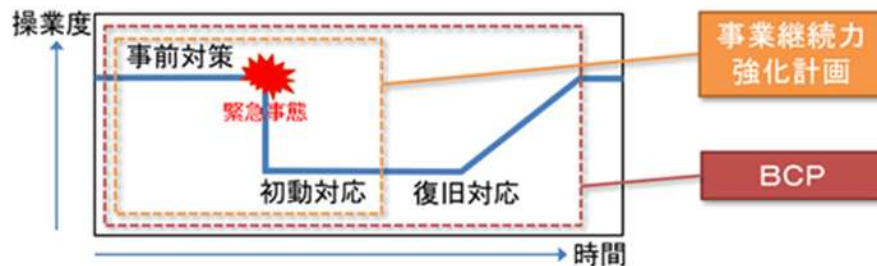 操業度
事前対策
緊急事態
初動対応
復旧対応
時間
事業継続力
強化計画
BCP